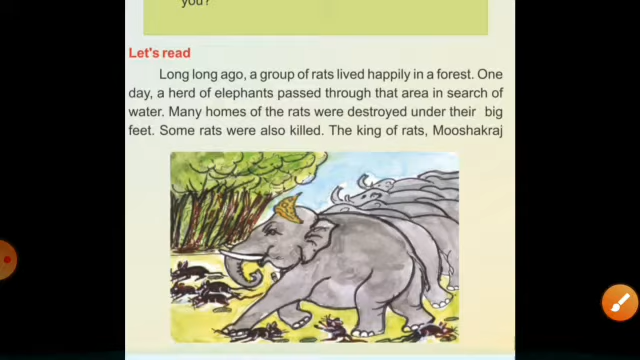 you?
Let's read
Long long ago, a group of rats lived happily in a forest. One
day, a herd of elephants passed through that area in search of
water. Many homes of the rats were destroyed under their big
feet. Some rats were also killed. The king of rats, Mooshakraj